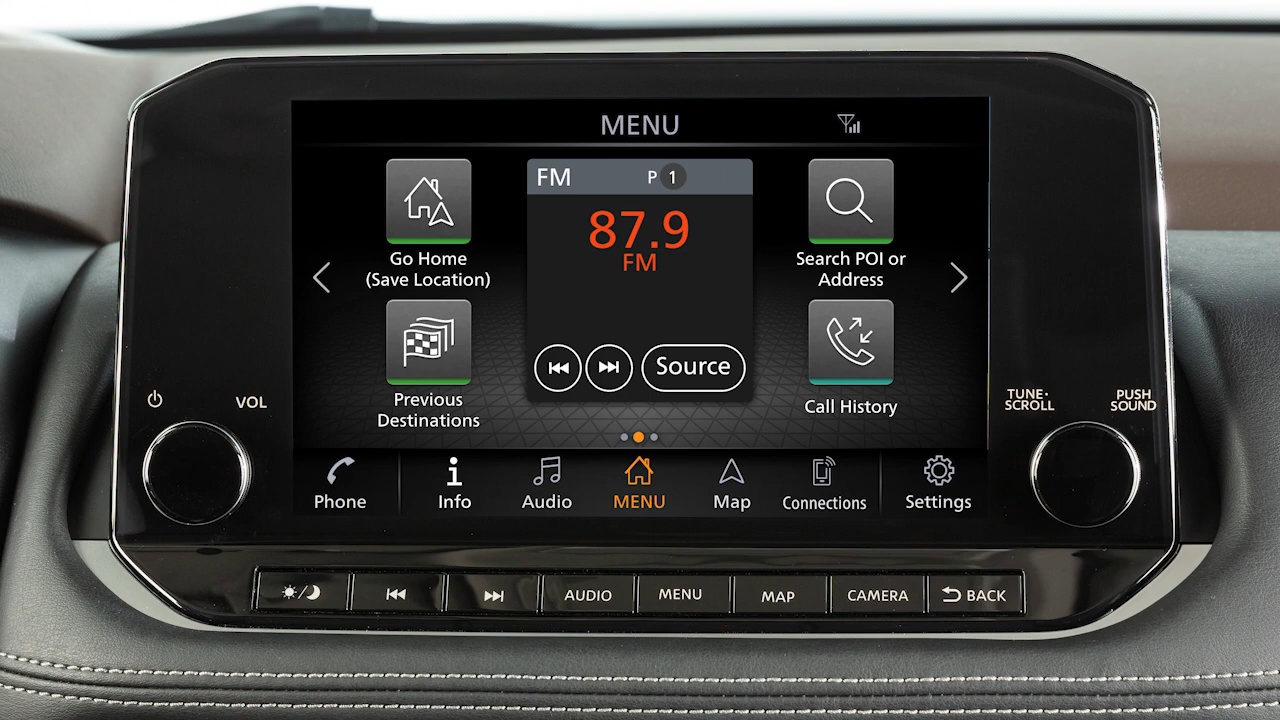 MENU
FM P 1
87.9
FM
Go Home
(Save Location)
Search POI or
Address
Previous
Destinations
Source
Call History
VOL
TUNE·
SCROLL
PUSH
SOUND
Phone
Info
Audio
MENU
Map
Connections
Settings
AUDIO
MENU
MAP
CAMERA
BACK